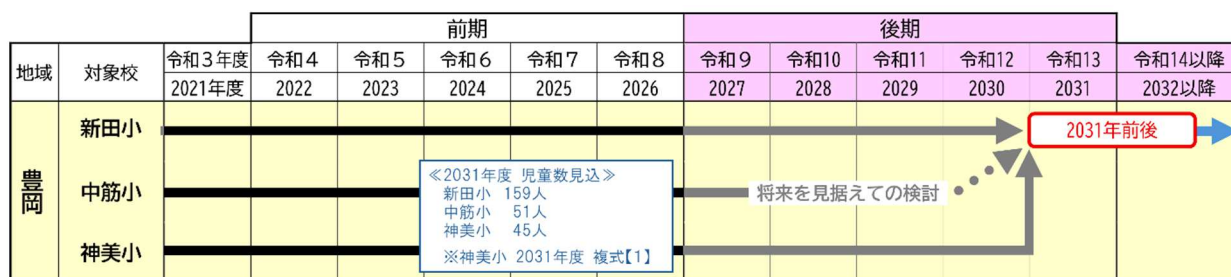 前期 後期
地域 対象校 令和3年度 令和4 令和5 令和6 令和7 令和8 令和9 令和10 令和11 令和12 令和13 令和14以降
2021年度 2022 2023 2024 2025 2026 2027 2028 2029 2030 2031 2032以降
豊岡
新田小
2031年前後
中筋小
将来を見据えての検討
神美小
≪2031年度 児童数見込≫
新田小 159人
中筋小 51人
神美小 45人
※神美小 2031年度 複式【1】